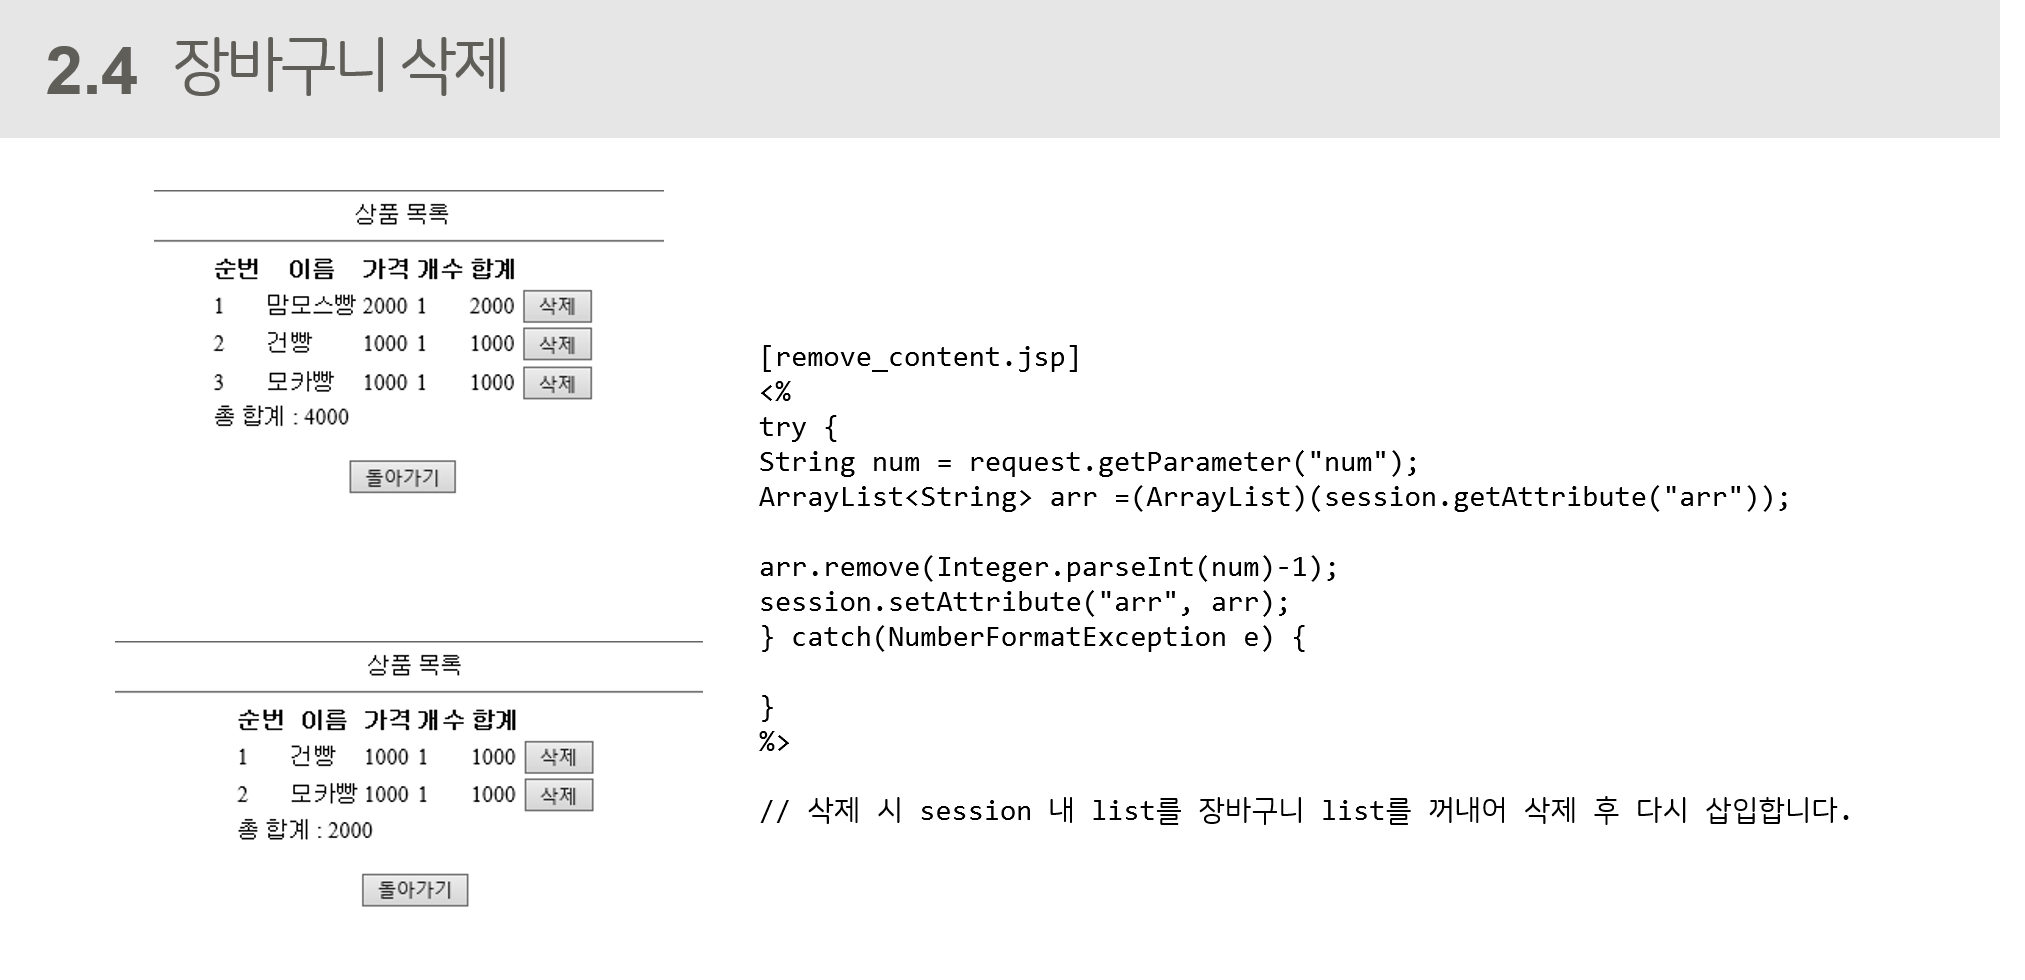 2.4 장바구니 삭제
상품 목록
순번 이름 가격 개수 합계
1 맘모스빵 2000 1 2000 삭제
2 건빵 1000 1 1000 삭제
3 모카빵 1000 1 1000 삭제
총 합계 : 4000
돌아가기
상품 목록
순번 이름 가격 개수 합계
1 건빵 1000 1 1000 삭제
2 모카빵 1000 1 1000 삭제
총 합계 : 2000
돌아가기
[remove_content.jsp]
<%
try {
String num = request.getParameter("num");
ArrayList<String> arr =(ArrayList)(session.getAttribute("arr"));
arr.remove(Integer.parseInt(num)-1);
session.setAttribute("arr", arr);
} catch(NumberFormatException e) {
}
%>
// 삭제 시 session 내 list를 장바구니 list를 꺼내어 삭제 후 다시 삽입합니다.